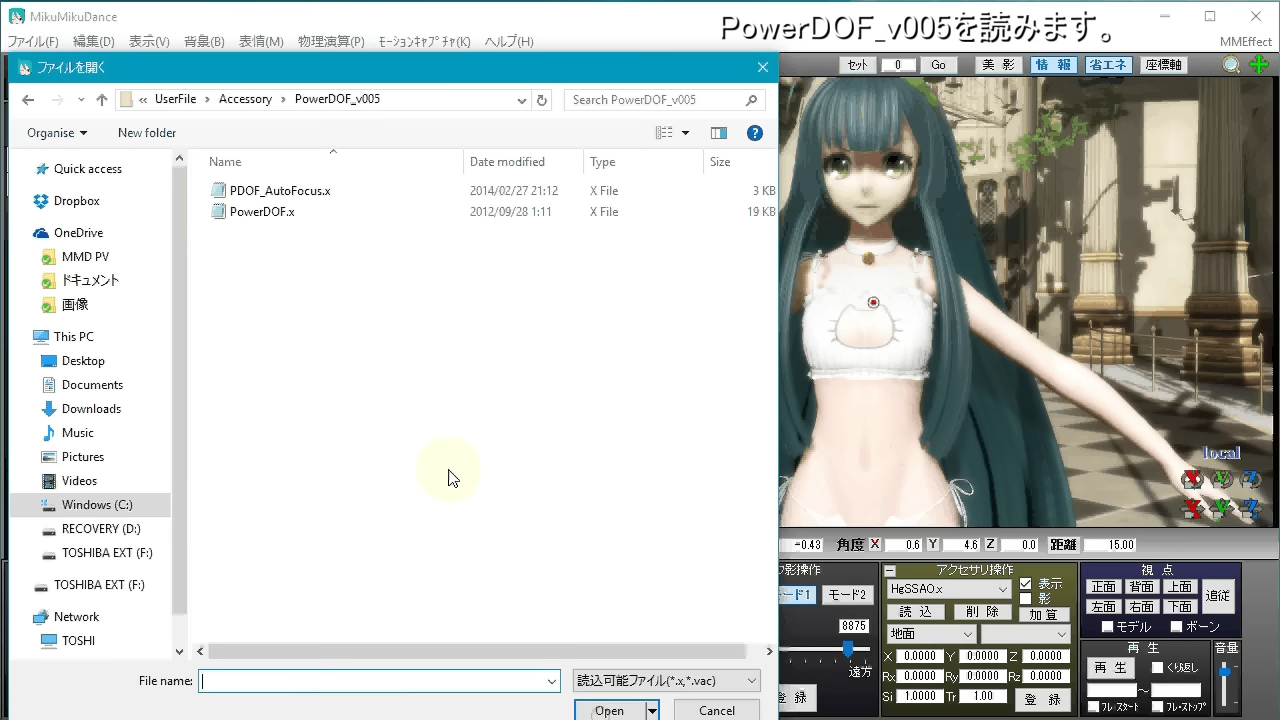 MikuMikuDance
PowerDOF_v005を読みます。
ファイル(F) 編集(D) 表示(V) 背景(B) 物理演算(P) ﾓｰｼｮﾝｷｬﾌﾟﾁｬ(K) ヘルプ(H)
MMEffect
ファイルを開く
セット 0 Go 美 影 情 報 省エネ 座標軸
« UserFile > Accessory > PowerDOF_v005
Search PowerDOF_v005
Organise New folder
Name Date modified Type Size
Quick access
PDOF_AutoFocus.x 2014/02/27 21:12 X File 3 KB
Dropbox
PowerDOF.x 2012/09/28 1:11 X File 19 KB
OneDrive
MMD PV
ドキュメント
画像
This PC
Desktop
Documents
Downloads
Music
Pictures
Videos
Windows (C:)
RECOVERY (D:)
TOSHIBA EXT (F:)
TOSHIBA EXT (F:)
Network
TOSHI
File name:
読込可能ファイル(*.x,*.vac)
Open Cancel
local
X Y Z
X Y Z
-0.43 角度 X 0.6 Y 4.6 Z 0.0 距離 15.00
影操作
モード1 モード2
8875
遠方
登 録
アクセサリ操作
HgSSAO.x 表示
影
読 込 削 除 加 算
地面
X 0.0000 Y 0.0000 Z 0.0000
Rx 0.0000 Ry 0.0000 Rz 0.0000
Si 1.0000 Tr 1.00 登 録
視 点
正面 背面 上面
追従
左面 右面 下面
モデル ボーン
再 生 音量
再 生 くり返し
～
フレ・スタート フレ・ストップ